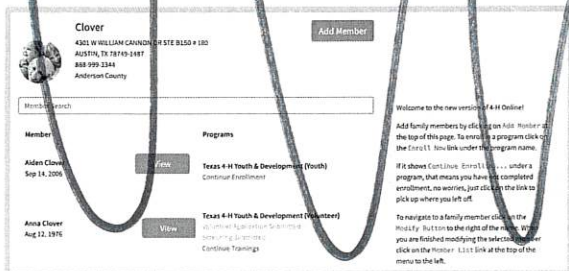 Clover
4301 W WILLIAM CANNON DR STE B150 # 180
AUSTIN, TX 78749-1487
868-999-3344
Anderson County
Add Member
Member Search
Member
Programs
Aiden Clover
Sep 14, 2006
View
Texas 4-H Youth & Development (Youth)
Continue Enrollment
Anna Clover
Aug 12, 1976
View
Texas 4-H Youth & Development (Volunteer)
Volunteer Application Submitted
Continue Trainings
Welcome to the new version of 4-H Online!
Add family members by clicking on Add Member at
the top of this page. To enroll in a program click on
the Enroll Now link under the program name.
If it shows Continue Enrolling... under a
program, that means you have not completed
enrollment, no worries, just click on the link to
pick up where you left off.
To navigate to a family member click on the
Modify Button to the right of the name. When
you are finished modifying the selected member
click on the Member List link at the top of the
menu to the left.